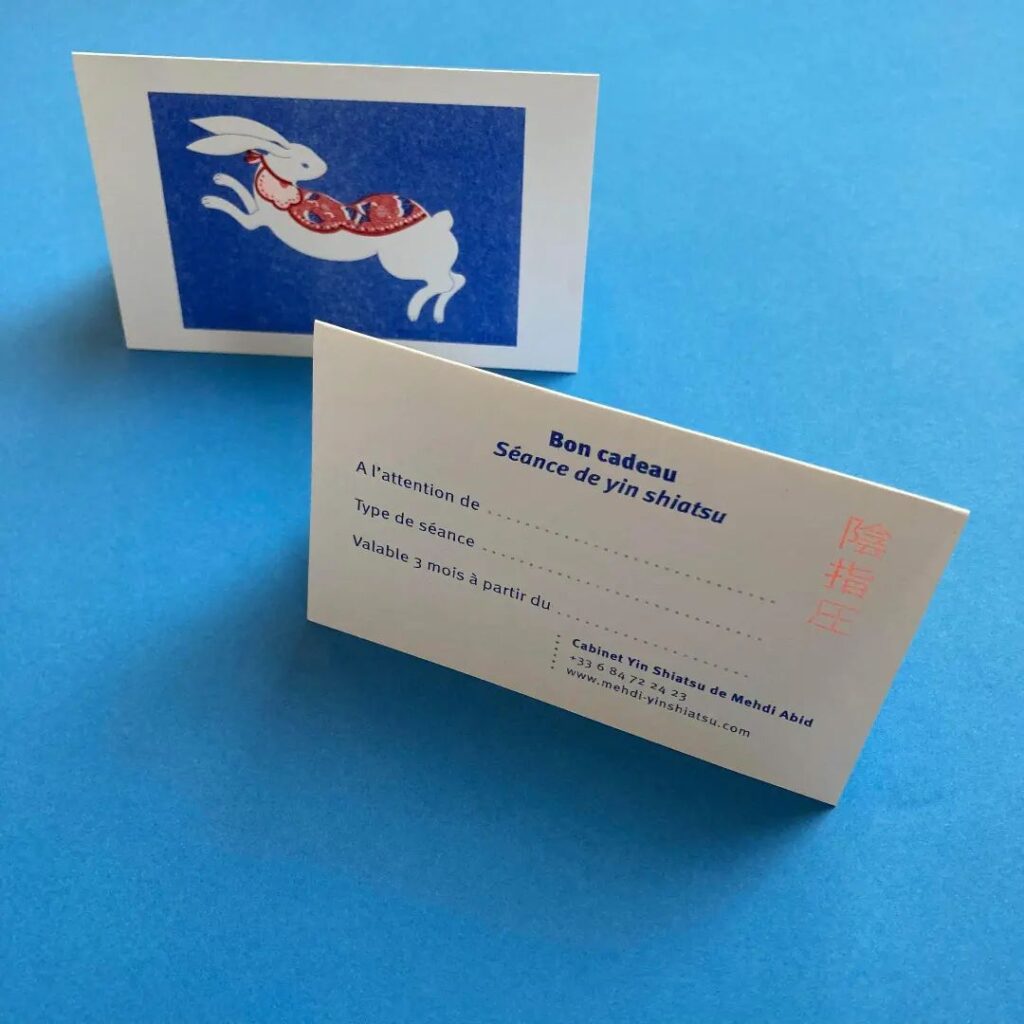 Bon cadeau
Séance de yin shiatsu
A l'attention de
Type de séance
Valable 3 mois à partir du
Cabinet Yin Shiatsu de Mehdi Abid
+33 6 84 72 24 23
www.mehdi-yinshiatsu.com
陰
指
圧